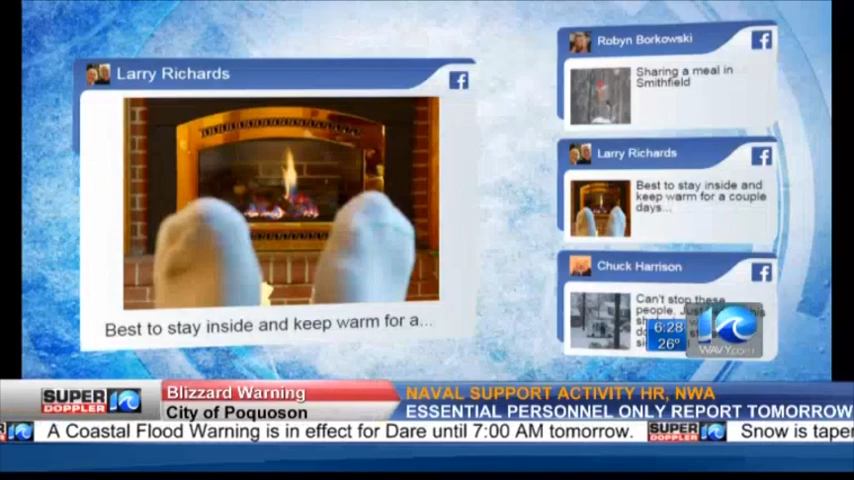 Larry Richards
Best to stay inside and keep warm for a...
Robyn Borkowski
Sharing a meal in
Smithfield
Larry Richards
Best to stay inside and
keep warm for a couple
days...
Chuck Harrison
Can't stop these
people.
6:28
26°
10
WAVY.com
SUPER
DOPPLER 10
Blizzard Warning
City of Poquoson
NAVAL SUPPORT ACTIVITY HR, NWA
ESSENTIAL PERSONNEL ONLY REPORT TOMORROW
10 A Coastal Flood Warning is in effect for Dare until 7:00 AM tomorrow. SUPER DOPPLER 10 Snow is taper